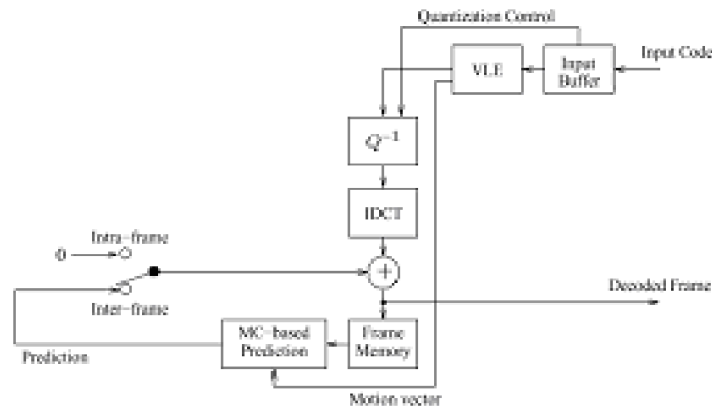 Quantization Control
Input Code
VLE
Input
Buffer
Q⁻¹
IDCT
Intra-frame
0
+
Inter-frame
Decoded Frame
MC-based
Prediction
Frame
Memory
Prediction
Motion vector